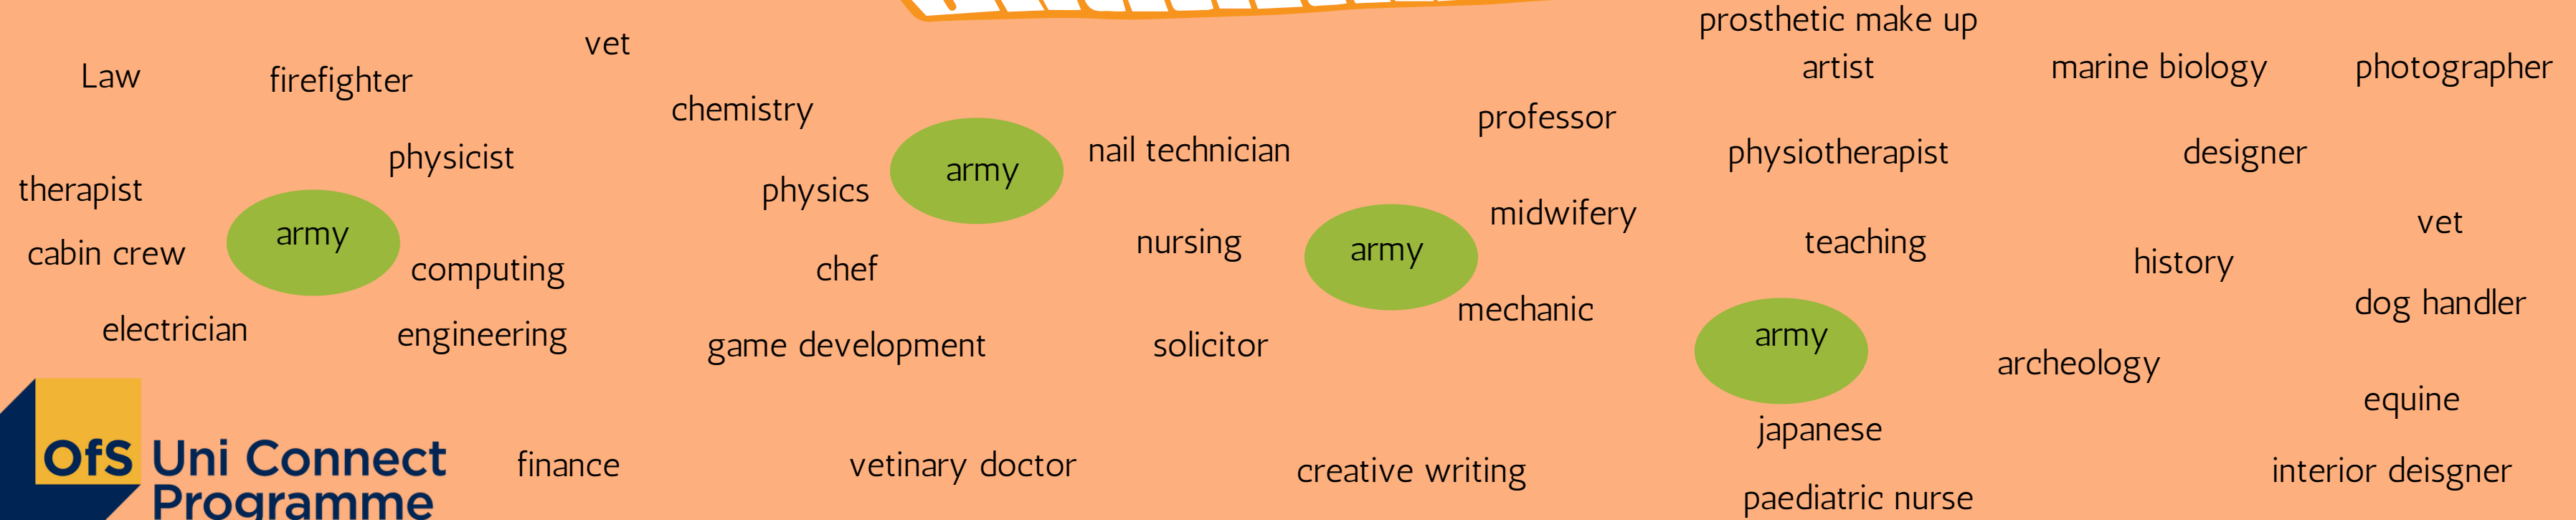 prosthetic make up
artist
vet
Law
firefighter
marine biology
photographer
chemistry
professor
physicist
nail technician
physiotherapist
designer
army
therapist
physics
midwifery
vet
army
cabin crew
nursing
army
teaching
history
computing
chef
mechanic
dog handler
electrician
engineering
game development
solicitor
army
archeology
equine
japanese
OfS Uni Connect
Programme
finance
vetinary doctor
creative writing
interior deisgner
paediatric nurse